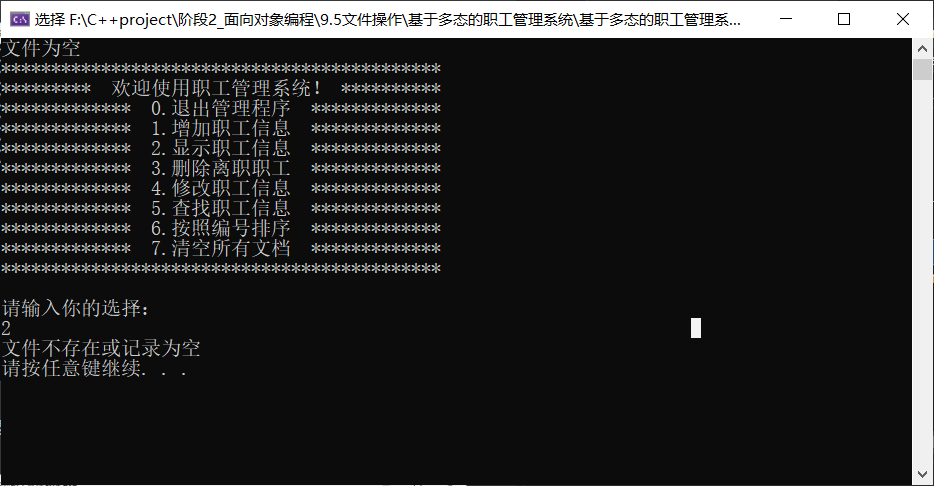 选择 F:\C++project\阶段2_面向对象编程\9.5文件操作\基于多态的职工管理系统\基于多态的职工管理系...
文件为空
********************************************
*********  欢迎使用职工管理系统！ **********
*************  0.退出管理程序  *************
*************  1.增加职工信息  *************
*************  2.显示职工信息  *************
*************  3.删除离职职工  *************
*************  4.修改职工信息  *************
*************  5.查找职工信息  *************
*************  6.按照编号排序  *************
*************  7.清空所有文档  *************
********************************************
请输入你的选择：
2
文件不存在或记录为空
请按任意键继续. . .